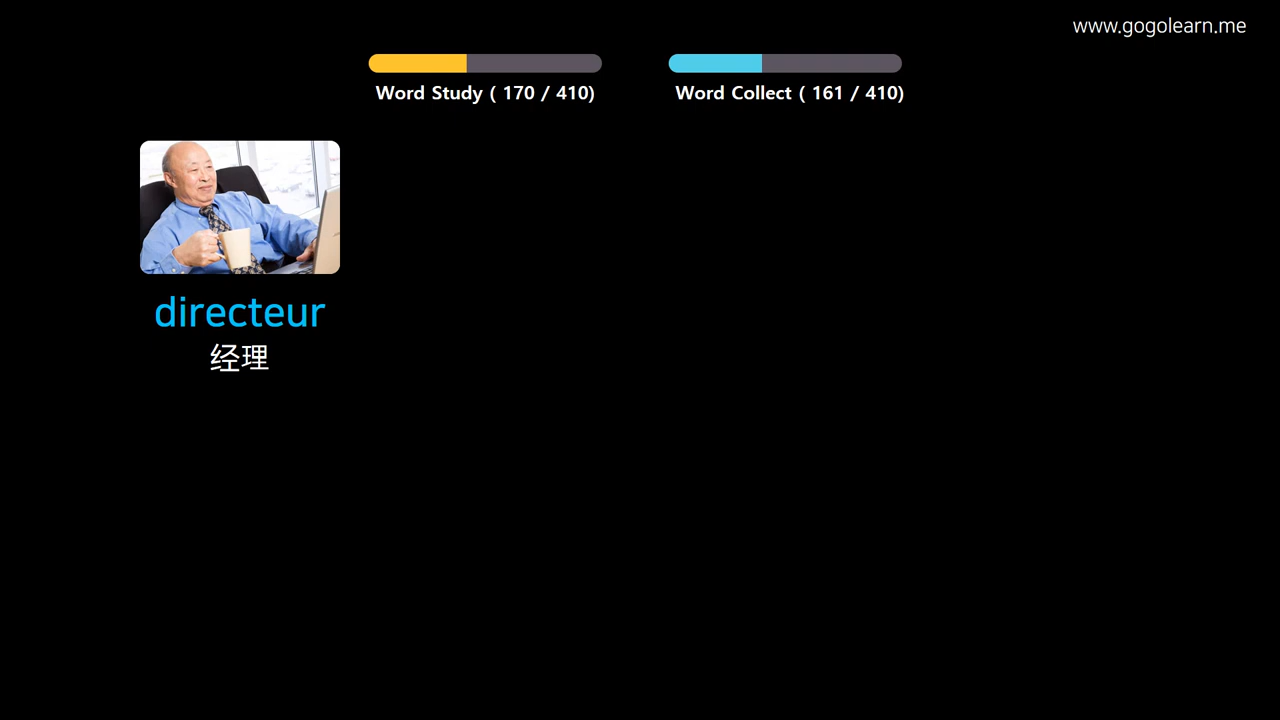 www.gogolearn.me
Word Study ( 170 / 410)
Word Collect ( 161 / 410)
directeur
经理